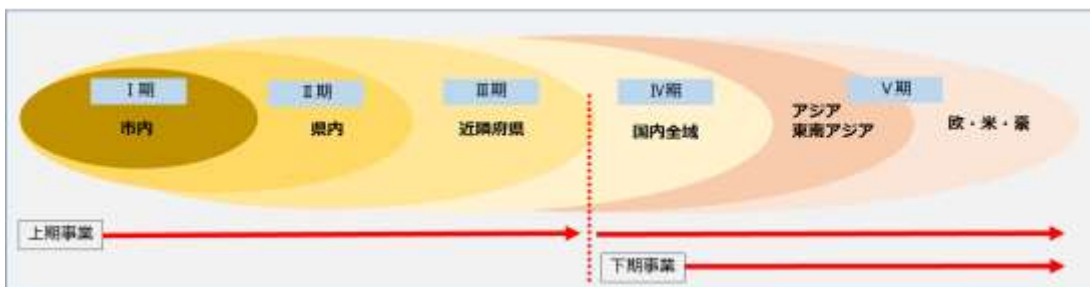 Ⅰ期
Ⅱ期
Ⅲ期
Ⅳ期
Ⅴ期
市内
県内
近隣府県
国内全域
アジア
東南アジア
欧・米・豪
上期事業
下期事業